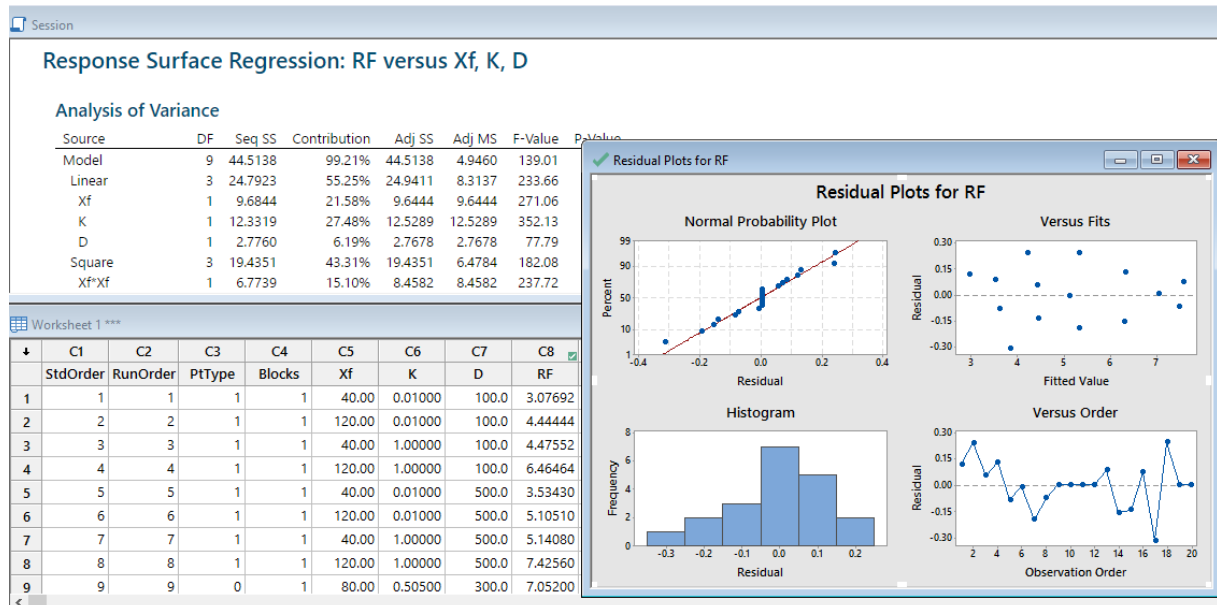 Session
Response Surface Regression: RF versus Xf, K, D
Analysis of Variance
Source DF Seq SS Contribution Adj SS Adj MS F-Value P-Value
Model 9 44.5138 99.21% 44.5138 4.9460 139.01
Linear 3 24.7923 55.25% 24.9411 8.3137 233.66
Xf 1 9.6844 21.58% 9.6444 9.6444 271.06
K 1 12.3319 27.48% 12.5289 12.5289 352.13
D 1 2.7760 6.19% 2.7678 2.7678 77.79
Square 3 19.4351 43.31% 19.4351 6.4784 182.08
Xf*Xf 1 6.7739 15.10% 8.4582 8.4582 237.72
Worksheet 1 ***
C1 C2 C3 C4 C5 C6 C7 C8
StdOrder RunOrder PtType Blocks Xf K D RF
1 1 1 1 1 40.00 0.01000 100.0 3.07692
2 2 2 1 1 120.00 0.01000 100.0 4.44444
3 3 3 1 1 40.00 1.00000 100.0 4.47552
4 4 4 1 1 120.00 1.00000 100.0 6.46464
5 5 5 1 1 40.00 0.01000 500.0 3.53430
6 6 6 1 1 120.00 0.01000 500.0 5.10510
7 7 7 1 1 40.00 1.00000 500.0 5.14080
8 8 8 1 1 120.00 1.00000 500.0 7.42560
9 9 9 0 1 80.00 0.50500 300.0 7.05200
Residual Plots for RF
Residual Plots for RF
Normal Probability Plot
Percent
99
90
50
10
1
-0.4 -0.2 0.0 0.2 0.4
Residual
Versus Fits
Residual
0.30
0.15
0.00
-0.15
-0.30
3 4 5 6 7
Fitted Value
Histogram
Frequency
8
6
4
2
0
-0.3 -0.2 -0.1 0.0 0.1 0.2
Residual
Versus Order
Residual
0.30
0.15
0.00
-0.15
-0.30
2 4 6 8 10 12 14 16 18 20
Observation Order